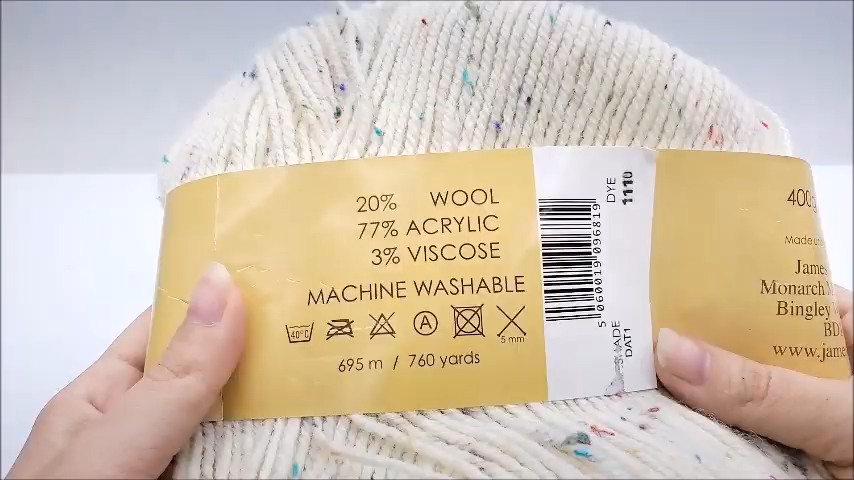 20% WOOL
77% ACRYLIC
3% VISCOSE
MACHINE WASHABLE
40°C
A
5 mm
695 m / 760 yards
5 060019 096819
DYE
1110
SHADE
DAT1
400
Made
James
Monarch
Bingley
BD
www.jame